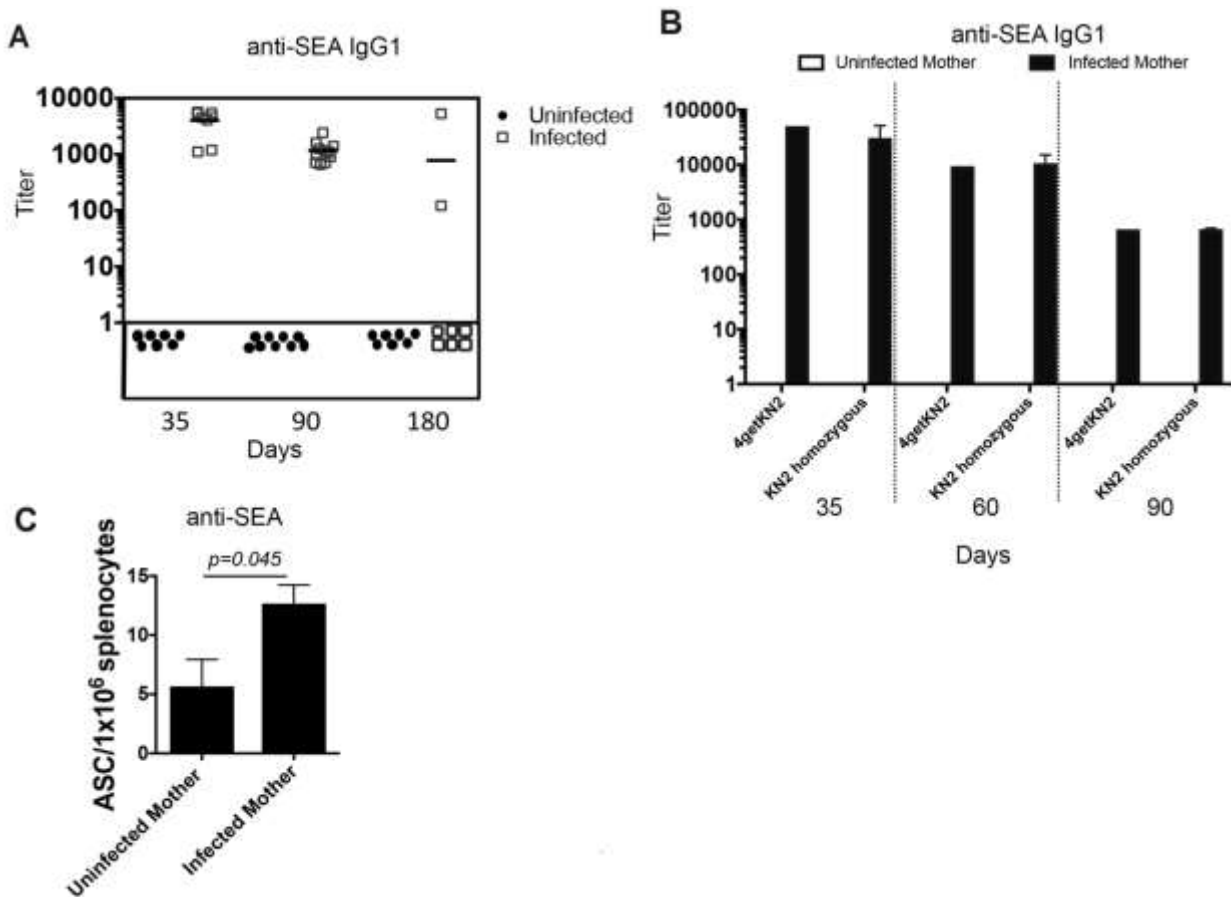 A
anti-SEA IgG1
10000
1000
100
10
1
Titer
Uninfected
Infected
35 90 180
Days
B
anti-SEA IgG1
Uninfected Mother Infected Mother
100000
10000
1000
100
10
1
Titer
4getKN2
KN2 homozygous
4getKN2
KN2 homozygous
4getKN2
KN2 homozygous
35 60 90
Days
C
anti-SEA
p=0.045
15
10
5
0
ASC/1x10⁶ splenocytes
Uninfected Mother
Infected Mother